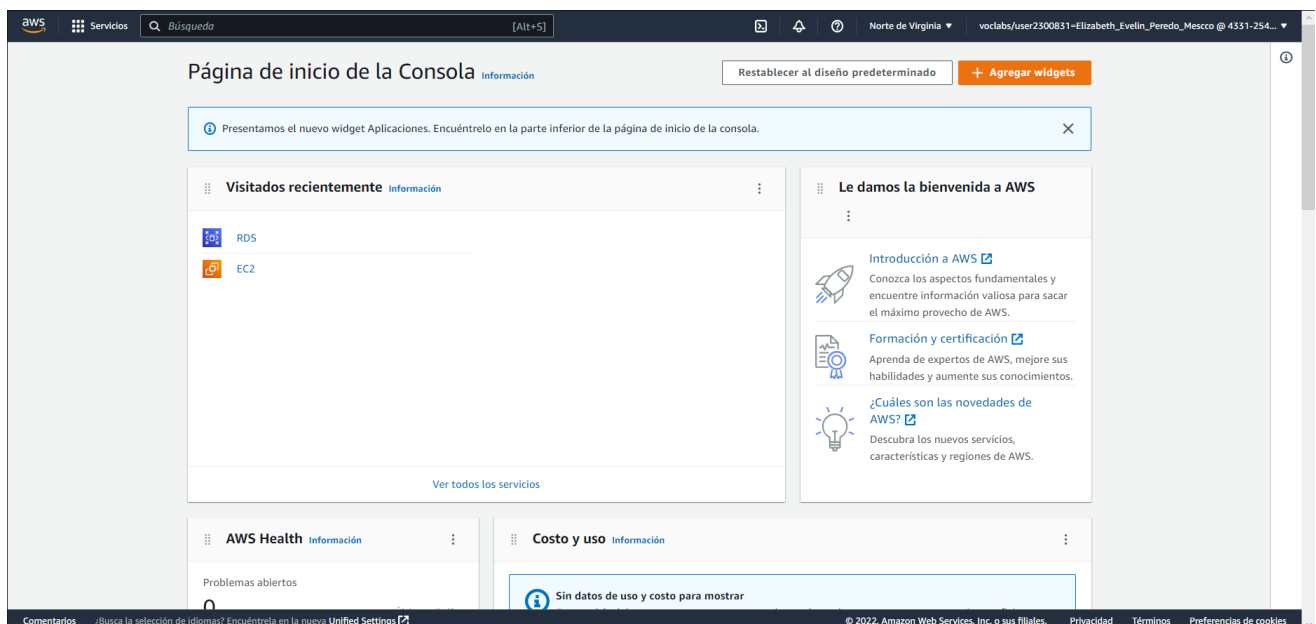 aws Servicios Búsqueda [Alt+S] Norte de Virginia voclabs/user2300831=Elizabeth_Evelin_Peredo_Mescco @ 4331-254...
Página de inicio de la Consola Información Restablecer al diseño predeterminado + Agregar widgets
Presentamos el nuevo widget Aplicaciones. Encuéntrelo en la parte inferior de la página de inicio de la consola.
Visitados recientemente Información
RDS
EC2
Ver todos los servicios
Le damos la bienvenida a AWS
Introducción a AWS
Conozca los aspectos fundamentales y
encuentre información valiosa para sacar
el máximo provecho de AWS.
Formación y certificación
Aprenda de expertos de AWS, mejore sus
habilidades y aumente sus conocimientos.
¿Cuáles son las novedades de
AWS?
Descubra los nuevos servicios,
características y regiones de AWS.
AWS Health Información
Problemas abiertos
0
Costo y uso Información
Sin datos de uso y costo para mostrar
Comentarios ¿Busca la selección de idiomas? Encuéntrela en la nueva Unified Settings © 2022, Amazon Web Services, Inc. o sus filiales. Privacidad Términos Preferencias de cookies